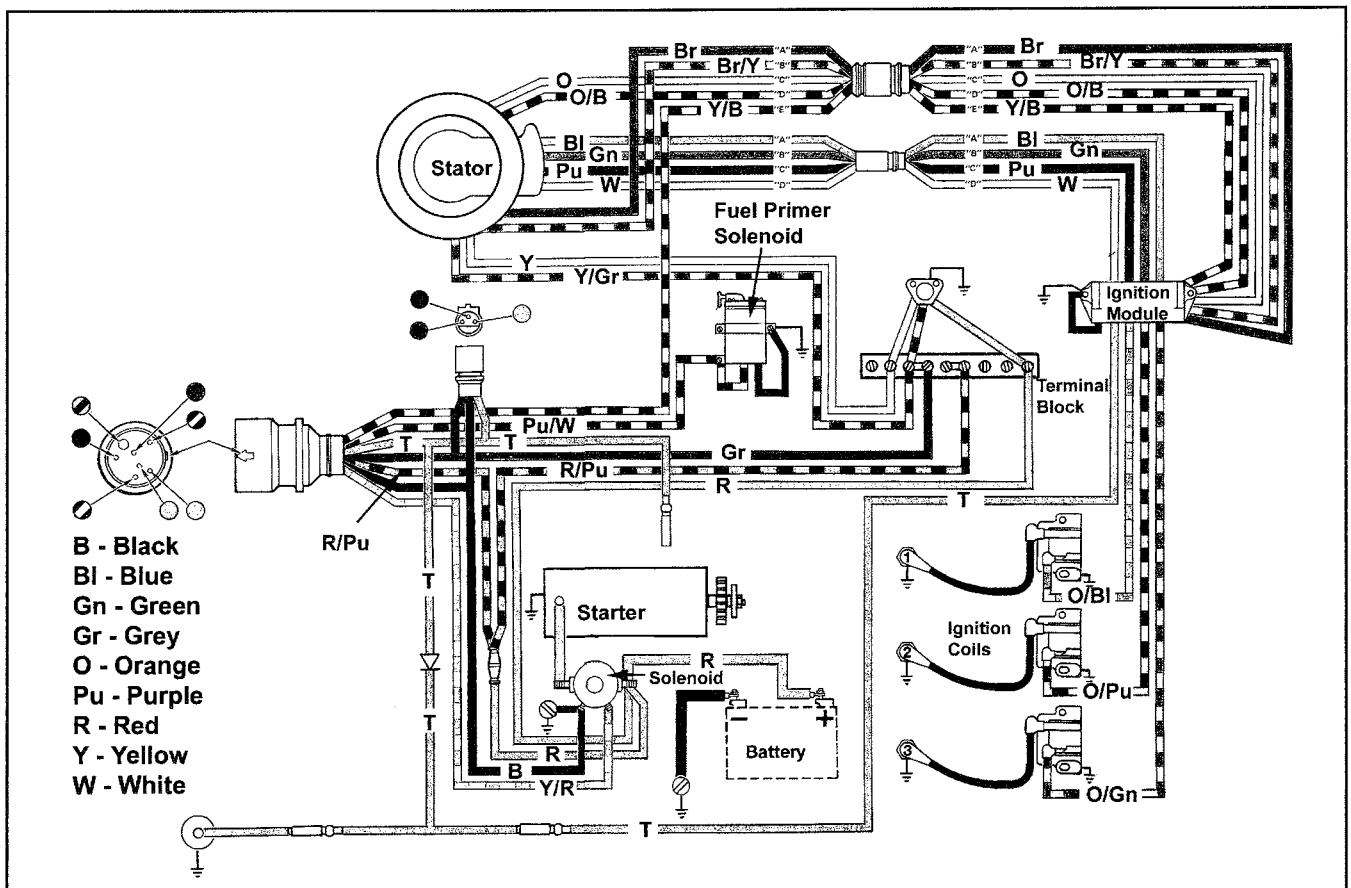 Br "A" "A" Br
Br/Y "B" "B" Br/Y
O "C" "C" O
O/B "D" "D" O/B
Y/B "E" "E" Y/B
Bl "A" "A" Bl
Gn "B" "B" Gn
Stator
Pu "C" "C" Pu
W "D" "D" W
Fuel Primer
Solenoid
Y
Y/Gr
Ignition
Module
Terminal
Block
Pu/W
T
T
Gr
R/Pu
R
T
R/Pu
B - Black
Bl - Blue
Gn - Green
Gr - Grey
O - Orange
Pu - Purple
R - Red
Y - Yellow
W - White
T
T
Starter
Solenoid
R
- +
Battery
R
B
Y/R
T
1
O/Bl
Ignition
Coils
2
O/Pu
3
O/Gn